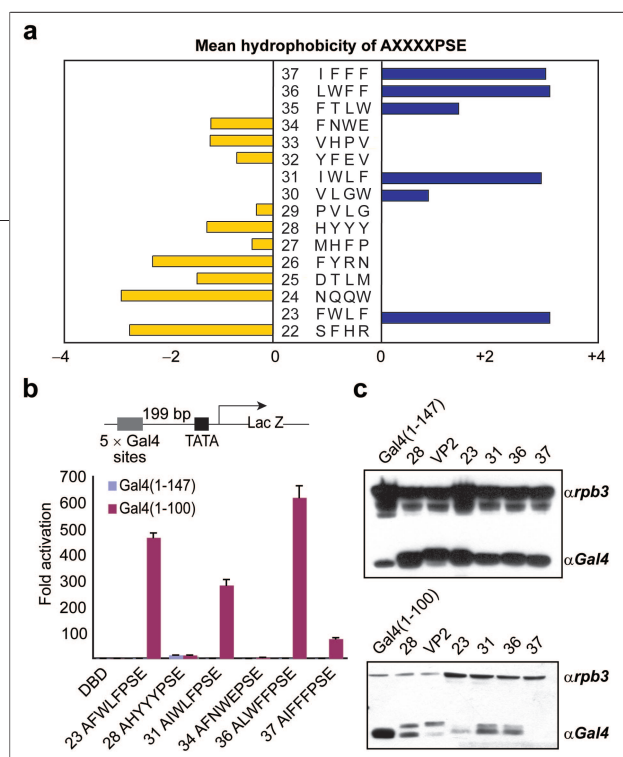 a
Mean hydrophobicity of AXXXXPSE
37 I F F F
36 L W F F
35 F T L W
34 F N W E
33 V H P V
32 Y F E V
31 I W L F
30 V L G W
29 P V L G
28 H Y Y Y
27 M H F P
26 F Y R N
25 D T L M
24 N Q Q W
23 F W L F
22 S F H R
−4 −2 0 0 +2 +4
b
199 bp
Lac Z
5 × Gal4 sites
TATA
Gal4(1-147)
Gal4(1-100)
Fold activation
700
600
500
400
300
200
100
DBD
23 AFWLFPSE
28 AHYYYPSE
31 AIWLFPSE
34 AFNWEPSE
36 ALWFFPSE
37 AIFFFPSE
c
Gal4(1-147) 28 VP2 23 31 36 37
αrpb3
αGal4
Gal4(1-100) 28 VP2 23 31 36 37
αrpb3
αGal4